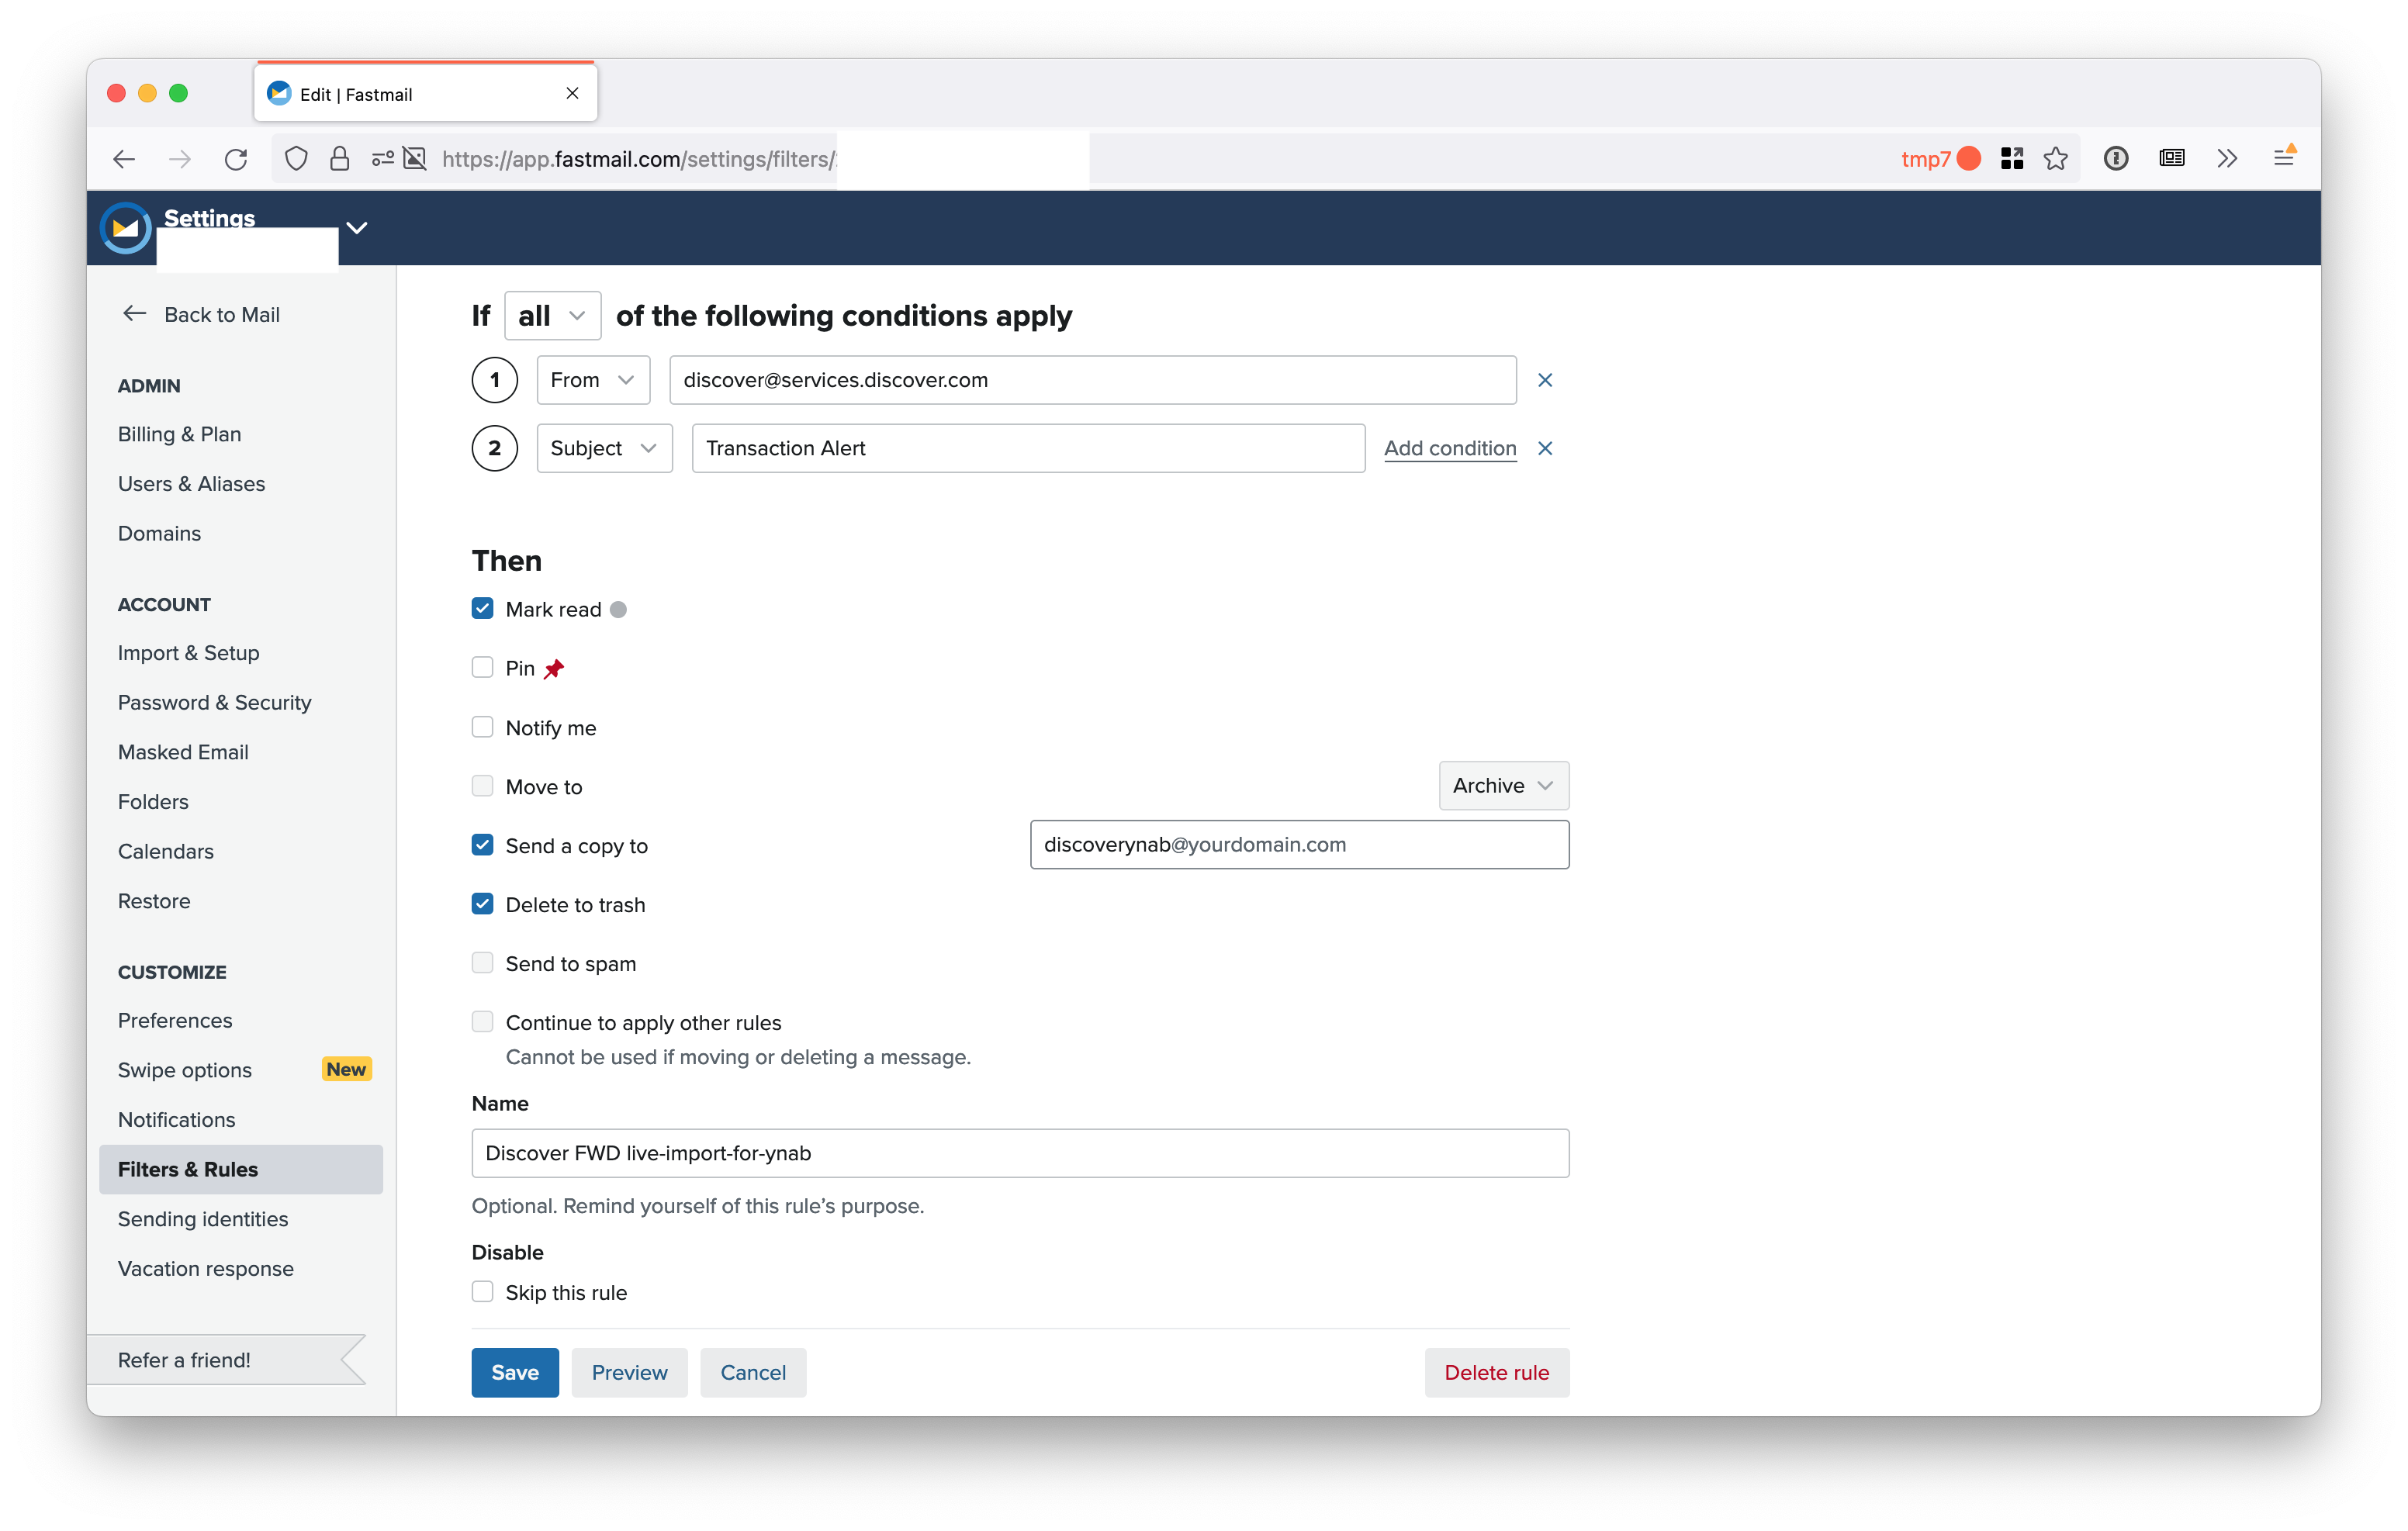 Edit | Fastmail
https://app.fastmail.com/settings/filters/
tmp7
Settings
Back to Mail
ADMIN
Billing & Plan
Users & Aliases
Domains
ACCOUNT
Import & Setup
Password & Security
Masked Email
Folders
Calendars
Restore
CUSTOMIZE
Preferences
Swipe options New
Notifications
Filters & Rules
Sending identities
Vacation response
Refer a friend!
If all of the following conditions apply
1 From discover@services.discover.com
2 Subject Transaction Alert Add condition
Then
Mark read
Pin
Notify me
Move to Archive
Send a copy to discoverynab@yourdomain.com
Delete to trash
Send to spam
Continue to apply other rules
Cannot be used if moving or deleting a message.
Name
Discover FWD live-import-for-ynab
Optional. Remind yourself of this rule’s purpose.
Disable
Skip this rule
Save Preview Cancel Delete rule